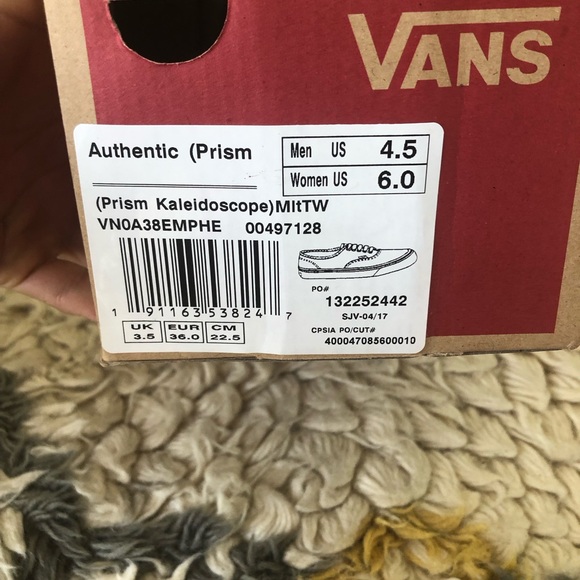 VANS
Authentic (Prism
Men US 4.5
Women US 6.0
(Prism Kaleidoscope)MltTW
VN0A38EMPHE 00497128
1 91163 53824 7
PO#
132252442
SJV-04/17
CPSIA PO/CUT#
400047085600010
UK EUR CM
3.5 36.0 22.5